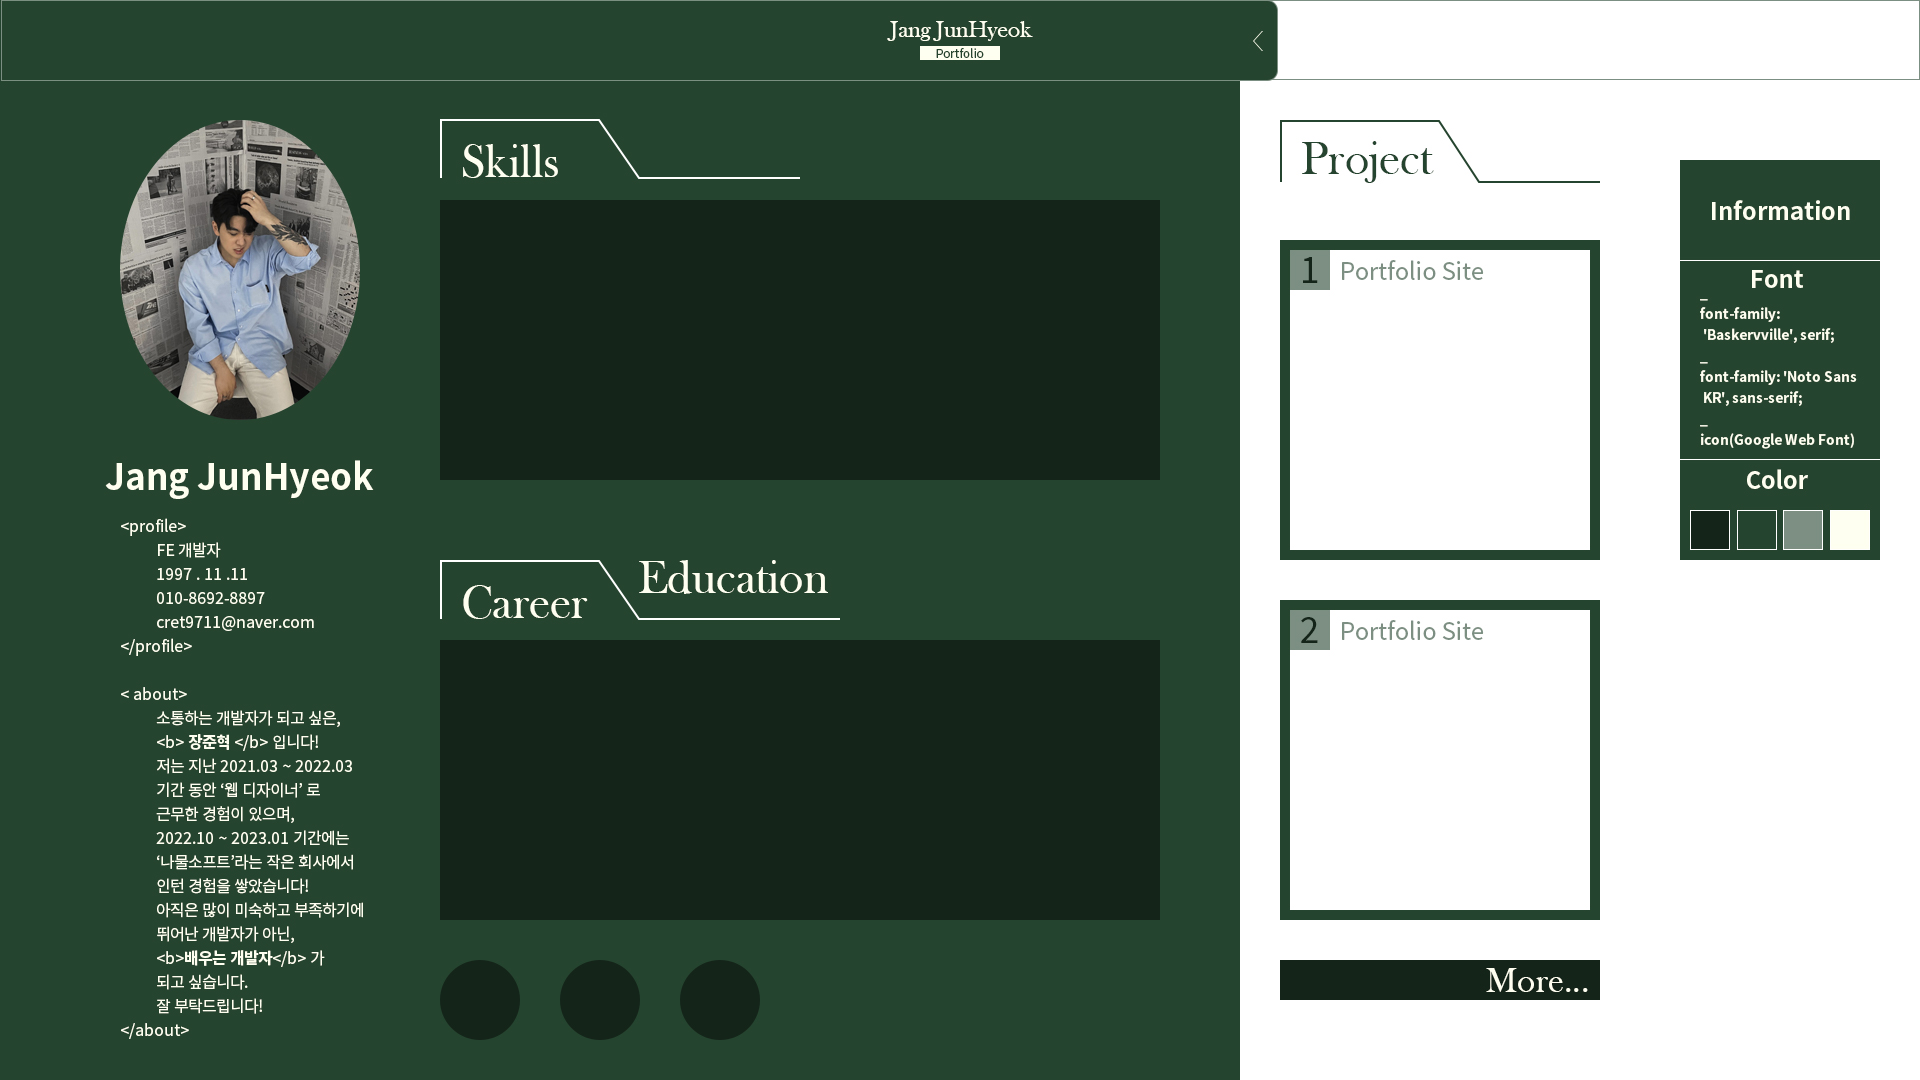 Jang JunHyeok
Portfolio
Jang JunHyeok
<profile>
FE 개발자
1997 . 11 .11
010-8692-8897
cret9711@naver.com
</profile>
< about>
소통하는 개발자가 되고 싶은,
<b> 장준혁 </b> 입니다!
저는 지난 2021.03 ~ 2022.03
기간 동안 ‘웹 디자이너’ 로
근무한 경험이 있으며,
2022.10 ~ 2023.01 기간에는
‘나물소프트’라는 작은 회사에서
인턴 경험을 쌓았습니다!
아직은 많이 미숙하고 부족하기에
뛰어난 개발자가 아닌,
<b>배우는 개발자</b> 가
되고 싶습니다.
잘 부탁드립니다!
</about>
Skills
Career
Education
Project
1 Portfolio Site
2 Portfolio Site
More...
Information
Font
_
font-family:
'Baskervville', serif;
_
font-family: 'Noto Sans
KR', sans-serif;
_
icon(Google Web Font)
Color